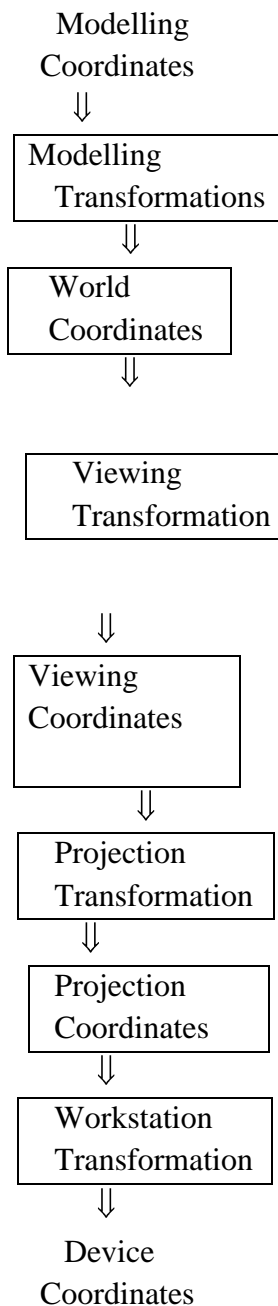 Modelling
Coordinates
⇓
Modelling
Transformations
⇓
World
Coordinates
⇓
Viewing
Transformation
⇓
Viewing
Coordinates
⇓
Projection
Transformation
⇓
Projection
Coordinates
⇓
Workstation
Transformation
⇓
Device
Coordinates